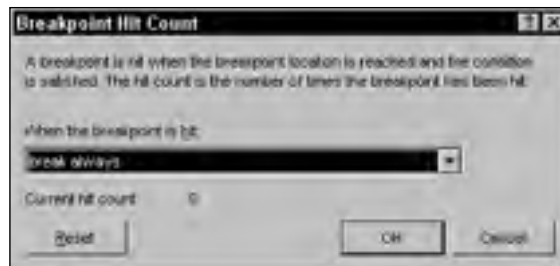 Breakpoint Hit Count
A breakpoint is hit when the breakpoint location is reached and the condition
is satisfied. The hit count is the number of times the breakpoint has been hit.
When the breakpoint is hit:
break always
Current hit count: 0
Reset
OK
Cancel